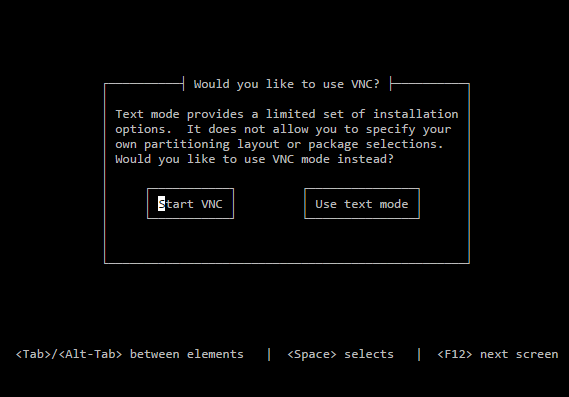 Would you like to use VNC?
Text mode provides a limited set of installation
options.  It does not allow you to specify your
own partitioning layout or package selections.
Would you like to use VNC mode instead?
Start VNC
Use text mode
<Tab>/<Alt-Tab> between elements   |  <Space> selects   |  <F12> next screen